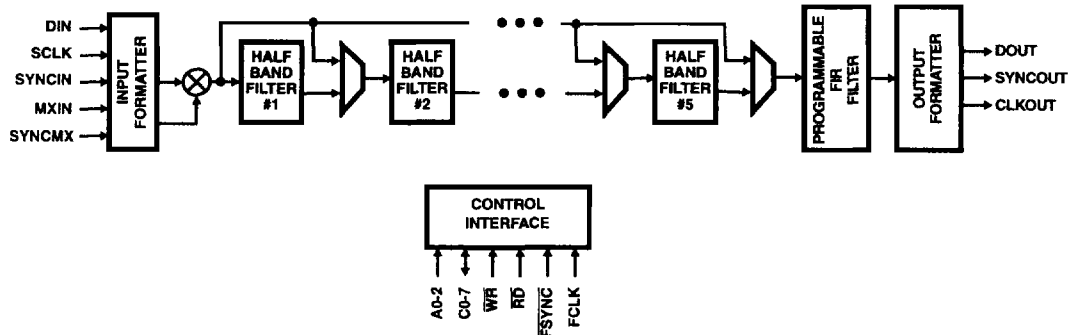 DIN
SCLK
SYNCIN
MXIN
SYNCMX
INPUT
FORMATTER
HALF
BAND
FILTER
#1
HALF
BAND
FILTER
#2
HALF
BAND
FILTER
#5
PROGRAMMABLE
FIR
FILTER
OUTPUT
FORMATTER
DOUT
SYNCOUT
CLKOUT
CONTROL
INTERFACE
A0-2
C0-7
WR
RD
FSYNC
FCLK